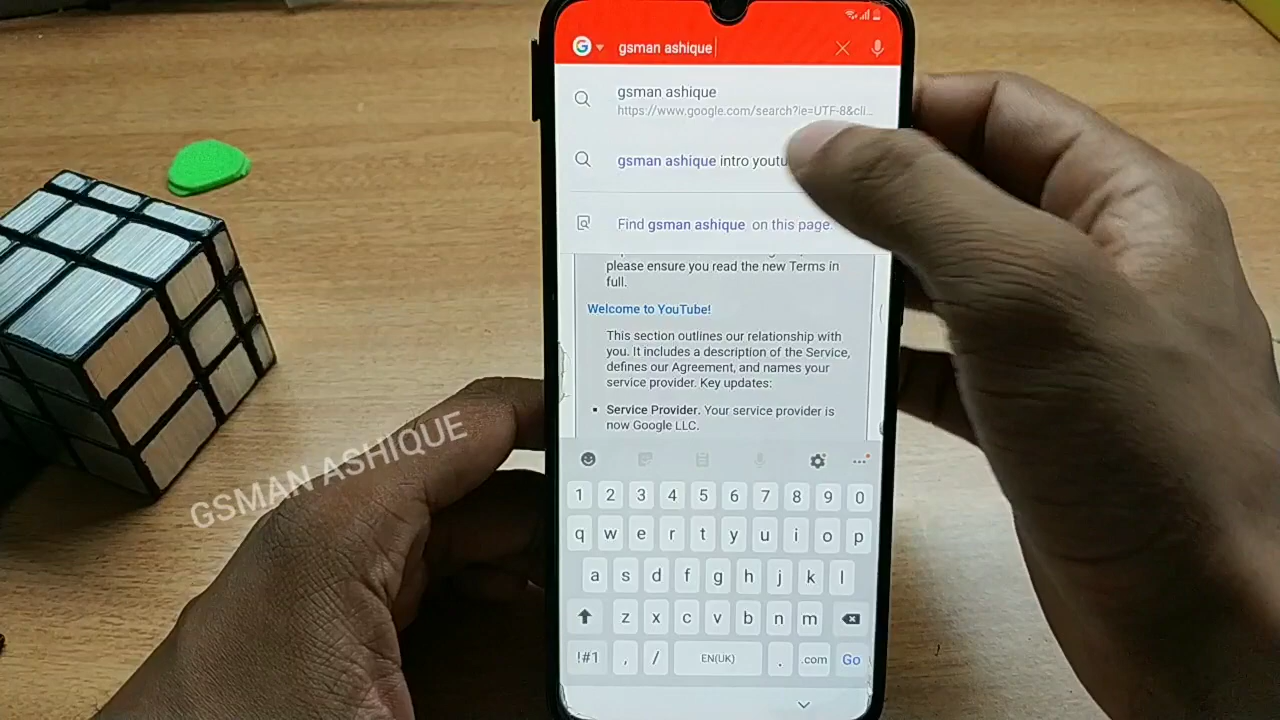 gsman ashique
gsman ashique
https://www.google.com/search?ie=UTF-8&cli...
gsman ashique intro
Find gsman ashique on this page.
please ensure you read the new Terms in
full.
Welcome to YouTube!
This section outlines our relationship with
you. It includes a description of the Service,
defines our Agreement, and names your
service provider. Key updates:
▪ Service Provider. Your service provider is
now Google LLC.
GSMAN ASHIQUE
1 2 3 4 5 6 7 8 9 0
q w e r t y u i o p
a s d f g h j k l
z x c v b n m
!#1 , / EN(UK) . .com Go